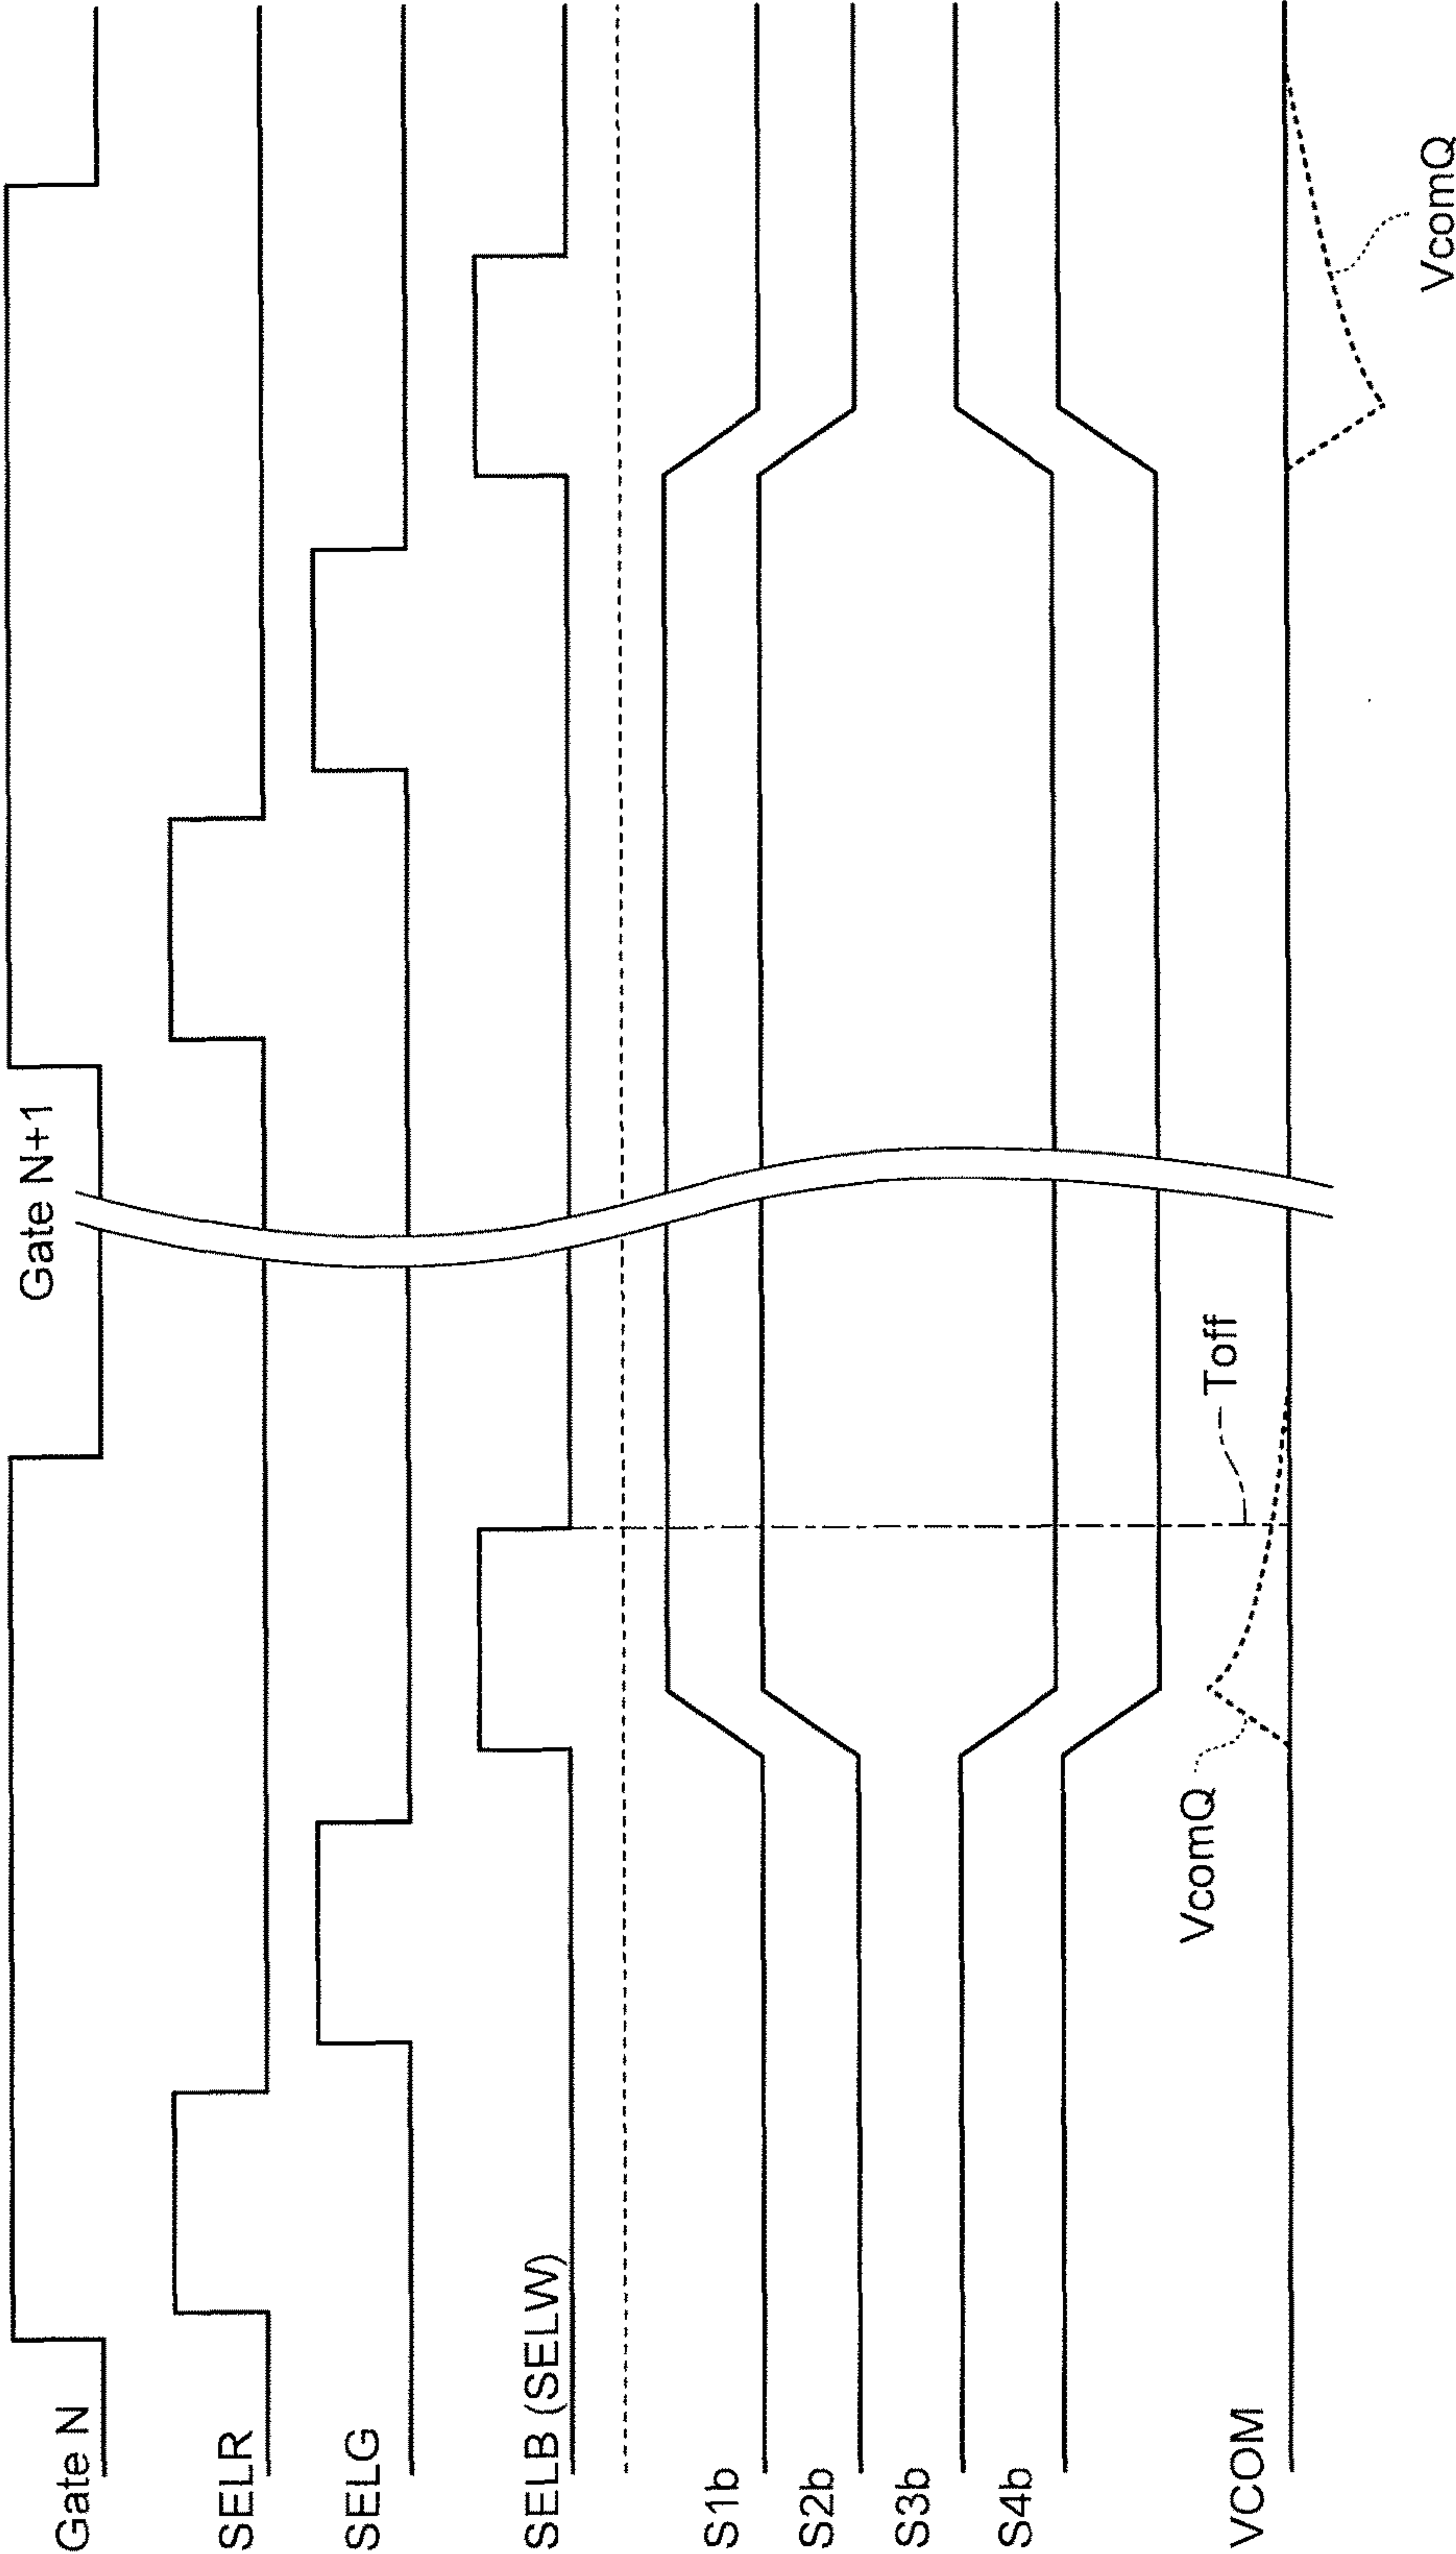 Gate N
Gate N+1
SELR
SELG
SELB (SELW)
S1b
S2b
S3b
S4b
VCOM
VcomQ
Toff
VcomQ